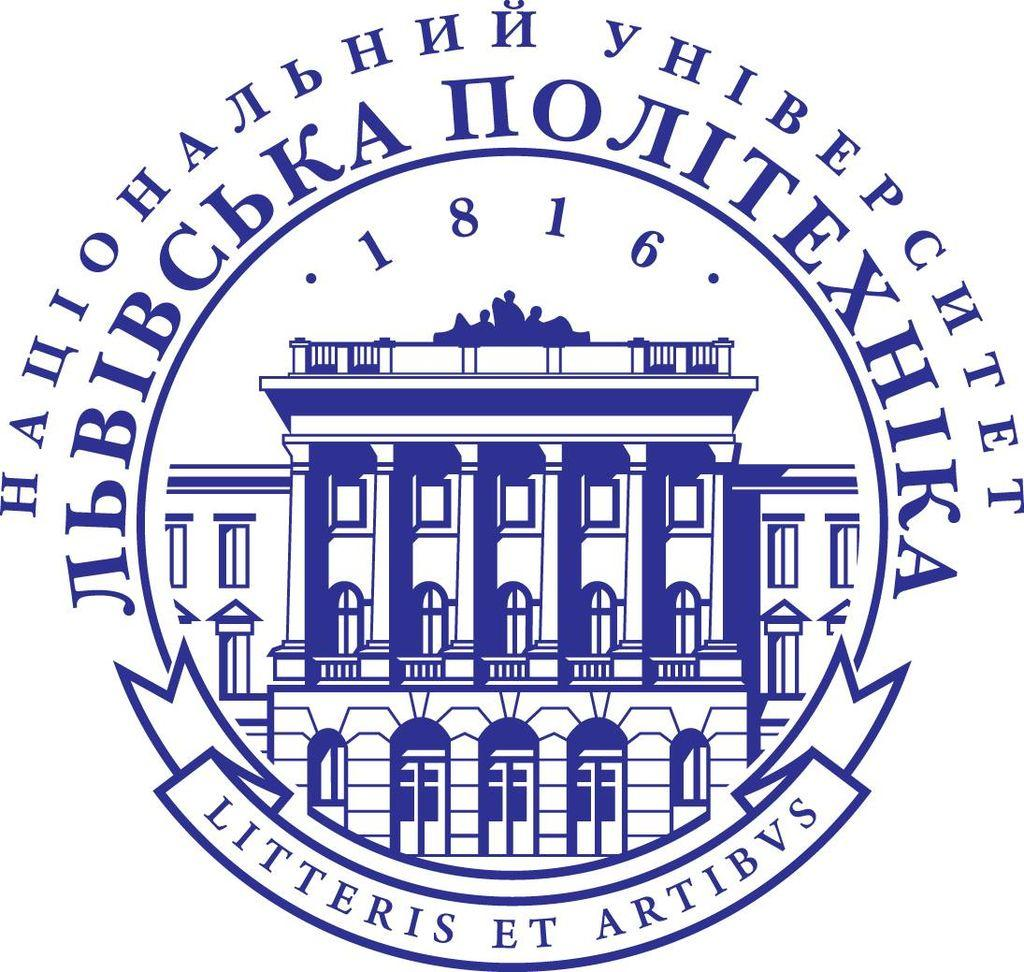 НАЦІОНАЛЬНИЙ УНІВЕРСИТЕТ
ЛЬВІВСЬКА ПОЛІТЕХНІКА
· 1816 ·
LITTERIS ET ARTIBVS